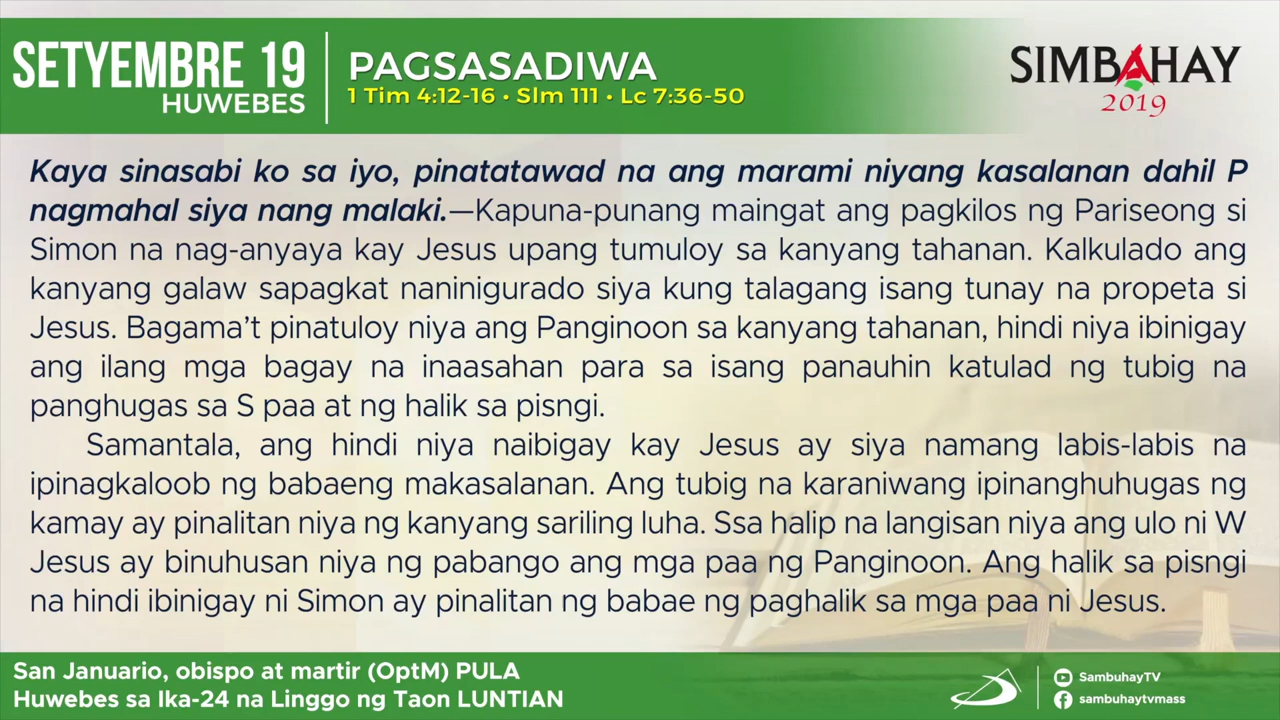 SETYEMBRE 19
HUWEBES
PAGSASADIWA
1 Tim 4:12-16 • Slm 111 • Lc 7:36-50
SIMBAHAY
2019
Kaya sinasabi ko sa iyo, pinatatawad na ang marami niyang kasalanan dahil P
nagmahal siya nang malaki.—Kapuna-punang maingat ang pagkilos ng Pariseong si
Simon na nag-anyaya kay Jesus upang tumuloy sa kanyang tahanan. Kalkulado ang
kanyang galaw sapagkat naninigurado siya kung talagang isang tunay na propeta si
Jesus. Bagama't pinatuloy niya ang Panginoon sa kanyang tahanan, hindi niya ibinigay
ang ilang mga bagay na inaasahan para sa isang panauhin katulad ng tubig na
panghugas sa S paa at ng halik sa pisngi.
Samantala, ang hindi niya naibigay kay Jesus ay siya namang labis-labis na
ipinagkaloob ng babaeng makasalanan. Ang tubig na karaniwang ipinanghuhugas ng
kamay ay pinalitan niya ng kanyang sariling luha. Ssa halip na langisan niya ang ulo ni W
Jesus ay binuhusan niya ng pabango ang mga paa ng Panginoon. Ang halik sa pisngi
na hindi ibinigay ni Simon ay pinalitan ng babae ng paghalik sa mga paa ni Jesus.
San Januario, obispo at martir (OptM) PULA
Huwebes sa Ika-24 na Linggo ng Taon LUNTIAN
SambuhayTV
sambuhaytvmass